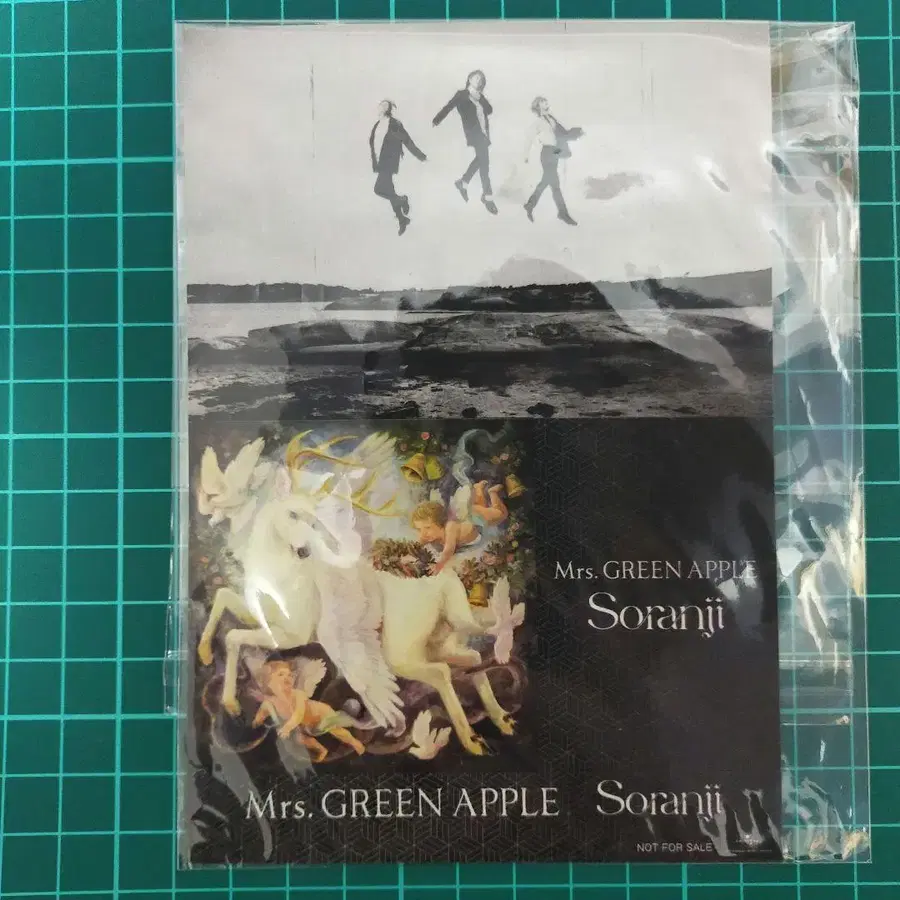 Mrs. GREEN APPLE
Soranji
Mrs. GREEN APPLE Soranji
NOT FOR SALE